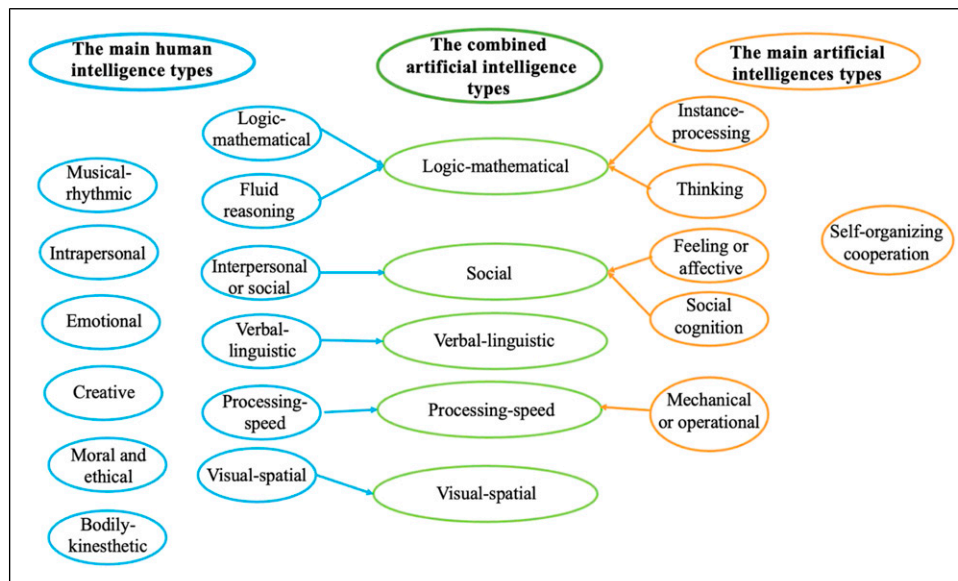 The main human
intelligence types
The combined
artificial intelligence
types
The main artificial
intelligences types
Musical-
rhythmic
Intrapersonal
Emotional
Creative
Moral and
ethical
Bodily-
kinesthetic
Logic-
mathematical
Fluid
reasoning
Interpersonal
or social
Verbal-
linguistic
Processing-
speed
Visual-spatial
Logic-mathematical
Social
Verbal-linguistic
Processing-speed
Visual-spatial
Instance-
processing
Thinking
Feeling or
affective
Social
cognition
Mechanical
or operational
Self-organizing
cooperation